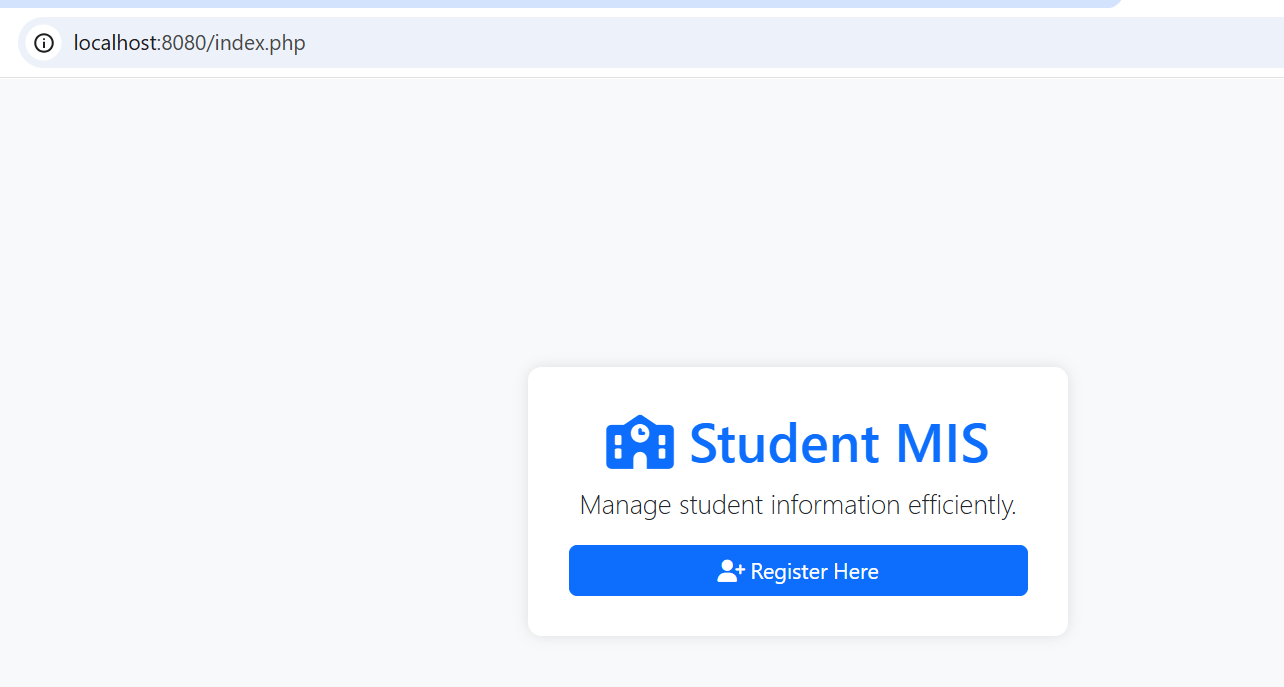 localhost:8080/index.php
Student MIS
Manage student information efficiently.
Register Here